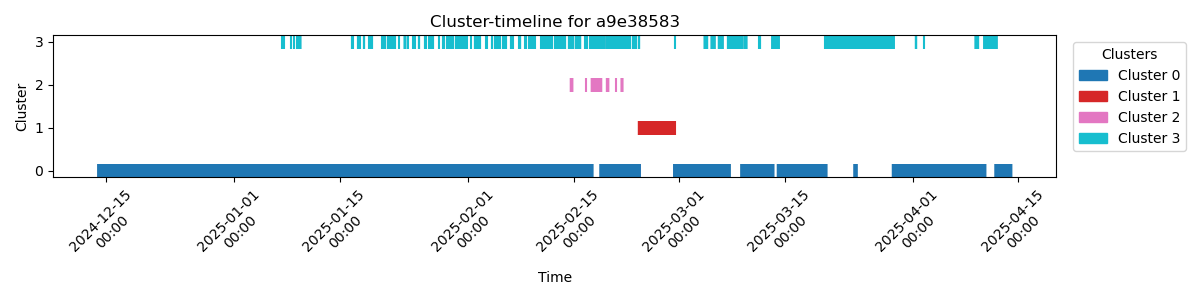 Cluster-timeline for a9e38583
Cluster
3
2
1
0
2024-12-15
00:00
2025-01-01
00:00
2025-01-15
00:00
2025-02-01
00:00
2025-02-15
00:00
2025-03-01
00:00
2025-03-15
00:00
2025-04-01
00:00
2025-04-15
00:00
Time
Clusters
Cluster 0
Cluster 1
Cluster 2
Cluster 3